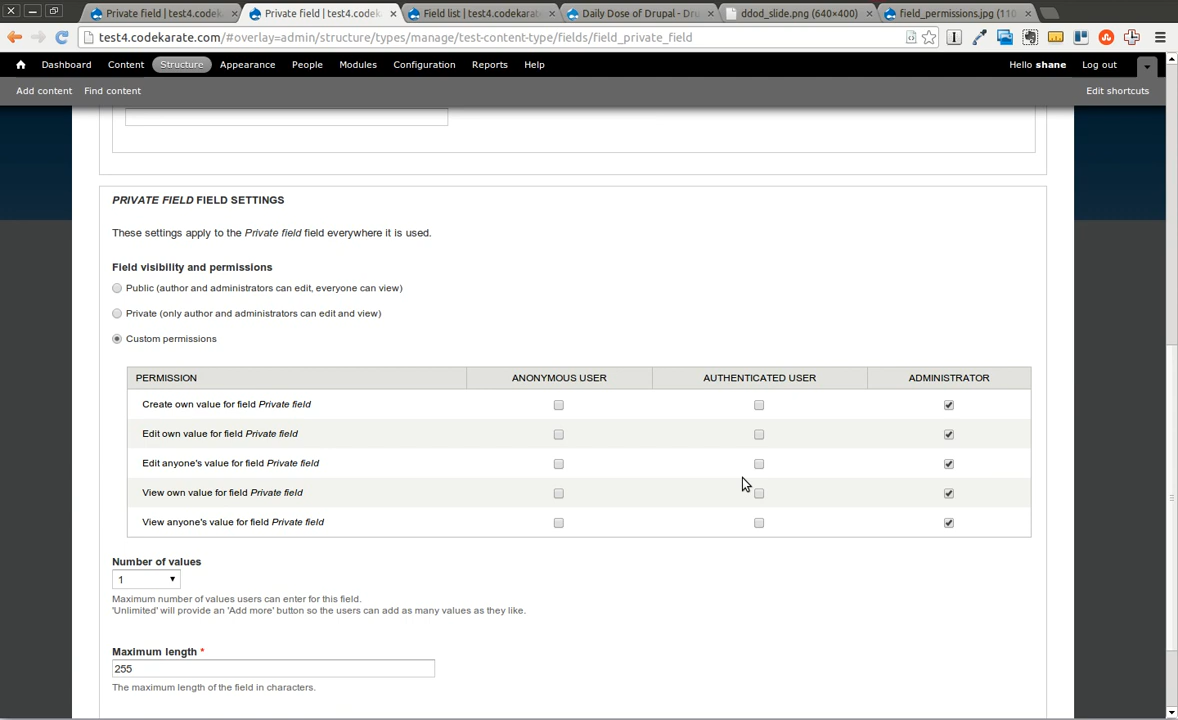 Private field | test4.codek
Private field | test4.codek
Field list | test4.codekarat
Daily Dose of Drupal - Dru
ddod_slide.png (640×400)
field_permissions.jpg (110
test4.codekarate.com/#overlay=admin/structure/types/manage/test-content-type/fields/field_private_field
Dashboard Content Structure Appearance People Modules Configuration Reports Help Hello shane Log out
Add content Find content Edit shortcuts
PRIVATE FIELD FIELD SETTINGS
These settings apply to the Private field field everywhere it is used.
Field visibility and permissions
Public (author and administrators can edit, everyone can view)
Private (only author and administrators can edit and view)
Custom permissions
PERMISSION ANONYMOUS USER AUTHENTICATED USER ADMINISTRATOR
Create own value for field Private field
Edit own value for field Private field
Edit anyone's value for field Private field
View own value for field Private field
View anyone's value for field Private field
Number of values
1
Maximum number of values users can enter for this field.
'Unlimited' will provide an 'Add more' button so the users can add as many values as they like.
Maximum length *
255
The maximum length of the field in characters.